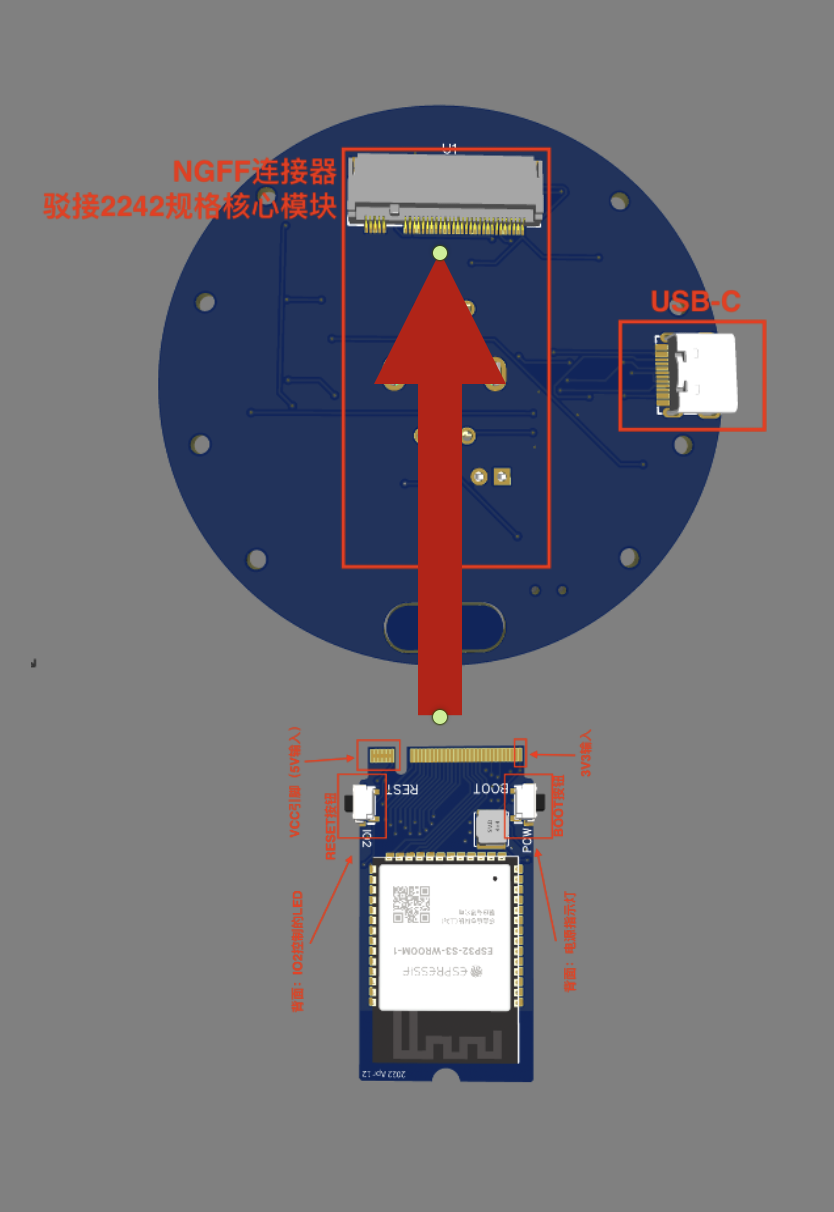 U1
NGFF连接器
驳接2242规格核心模块
USB-C
VCC引脚（5V输入）
3V3输入
RESET按钮
REST
BOOT
BOOT按钮
IO2
POW
背面：IO2控制的LED
背面：电源指示灯
ESP32-S3-WROOM-1
ESPRESSIF
2022 Apr 12